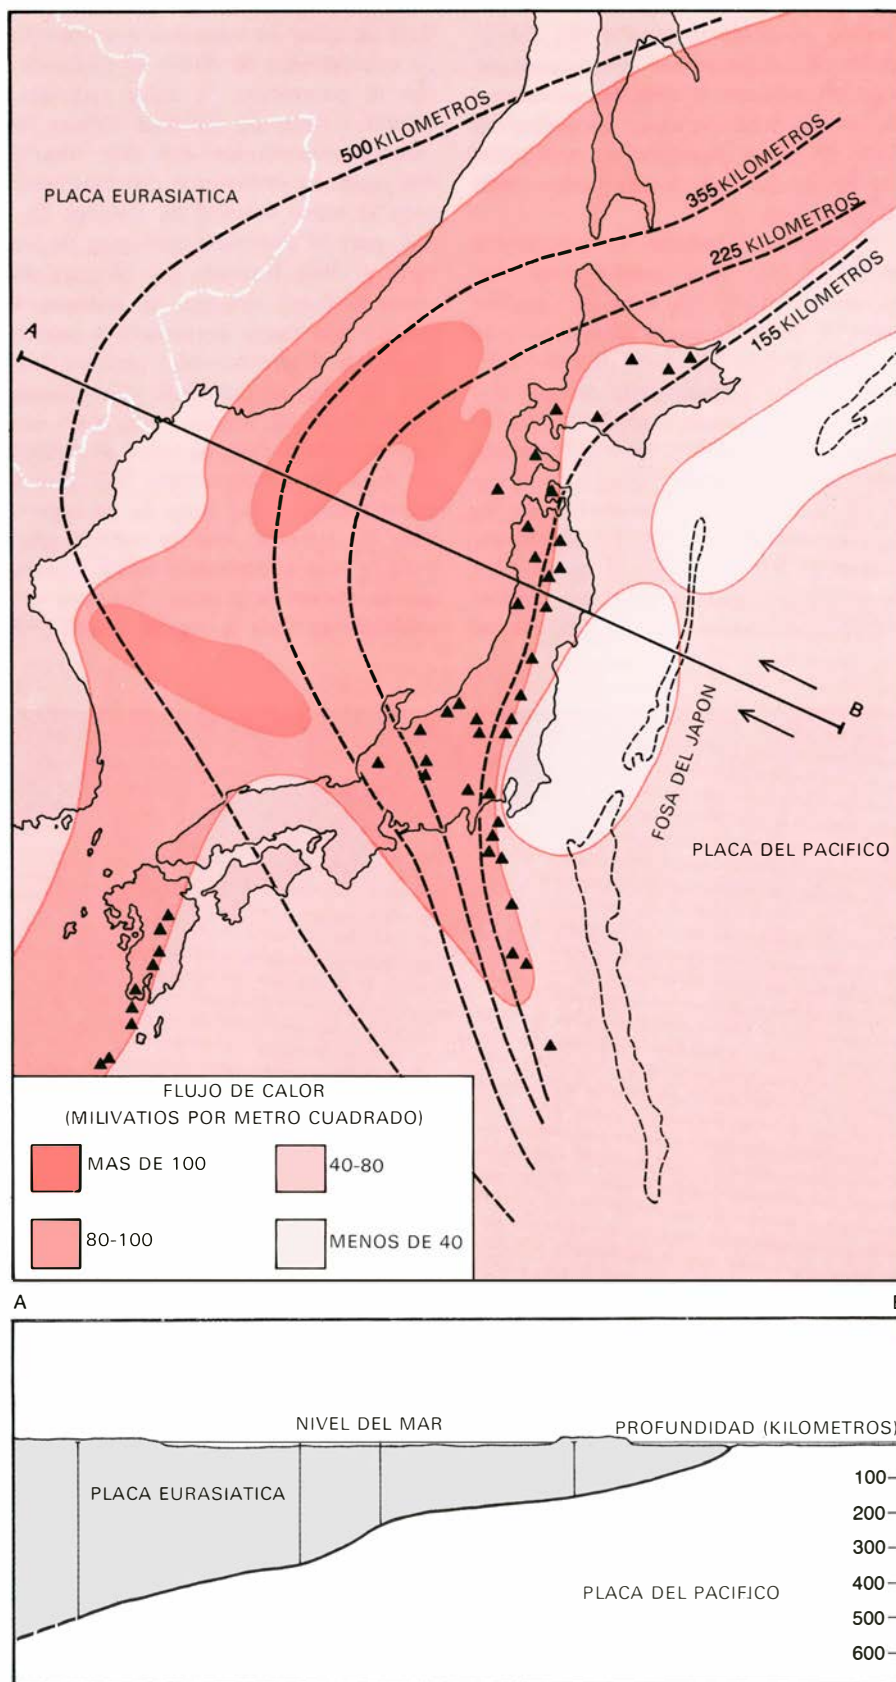 500 KILOMETROS
355 KILOMETROS
PLACA EURASIATICA
225 KILOMETROS
155 KILOMETROS
A
B
FOSA DEL JAPON
PLACA DEL PACIFICO
FLUJO DE CALOR
(MILIVATIOS POR METRO CUADRADO)
MAS DE 100
40-80
80-100
MENOS DE 40
A
NIVEL DEL MAR
PROFUNDIDAD (KILOMETROS)
PLACA EURASIATICA
100
200
300
400
PLACA DEL PACIFICO
500
600